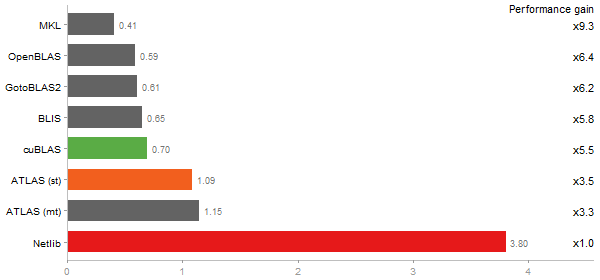 Performance gain
MKL 0.41 x9.3
OpenBLAS 0.59 x6.4
GotoBLAS2 0.61 x6.2
BLIS 0.65 x5.8
cuBLAS 0.70 x5.5
ATLAS (st) 1.09 x3.5
ATLAS (mt) 1.15 x3.3
Netlib 3.80 x1.0
0 1 2 3 4